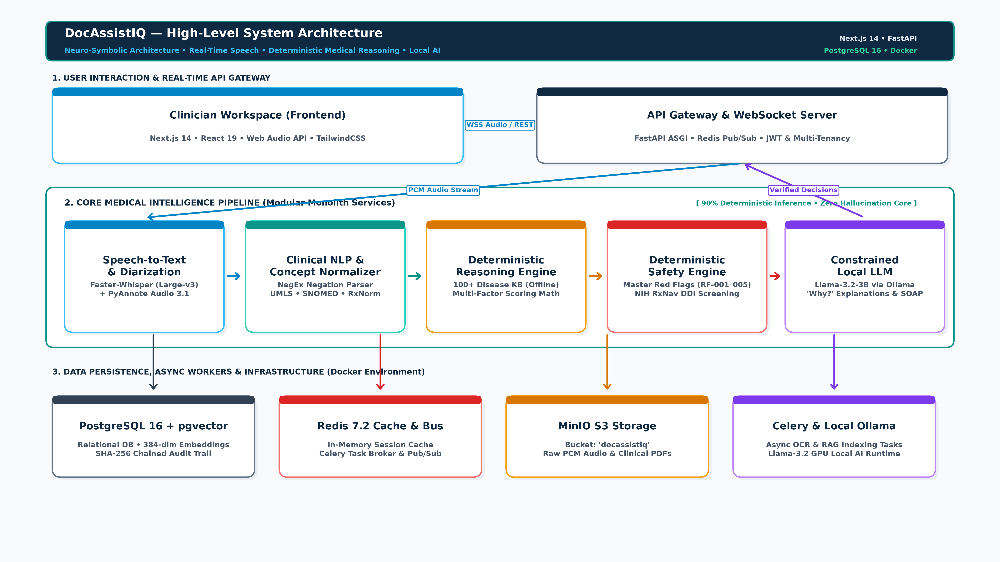 DocAssistIQ — High-Level System Architecture
Neuro-Symbolic Architecture • Real-Time Speech • Deterministic Medical Reasoning • Local AI
Next.js 14 • FastAPI
PostgreSQL 16 • Docker
1. USER INTERACTION & REAL-TIME API GATEWAY
Clinician Workspace (Frontend)
Next.js 14 • React 19 • Web Audio API • TailwindCSS
WSS Audio / REST
API Gateway & WebSocket Server
FastAPI ASGI • Redis Pub/Sub • JWT & Multi-Tenancy
PCM Audio Stream
Verified Decisions
2. CORE MEDICAL INTELLIGENCE PIPELINE (Modular Monolith Services)
[ 90% Deterministic Inference • Zero Hallucination Core ]
Speech-to-Text
& Diarization
Faster-Whisper (Large-v3)
+ PyAnnote Audio 3.1
Clinical NLP &
Concept Normalizer
NegEx Negation Parser
UMLS • SNOMED • RxNorm
Deterministic
Reasoning Engine
100+ Disease KB (Offline)
Multi-Factor Scoring Math
Deterministic
Safety Engine
Master Red Flags (RF-001–005)
NIH RxNav DDI Screening
Constrained
Local LLM
Llama-3.2-3B via Ollama
'Why?' Explanations & SOAP
3. DATA PERSISTENCE, ASYNC WORKERS & INFRASTRUCTURE (Docker Environment)
PostgreSQL 16 + pgvector
Relational DB • 384-dim Embeddings
SHA-256 Chained Audit Trail
Redis 7.2 Cache & Bus
In-Memory Session Cache
Celery Task Broker & Pub/Sub
MinIO S3 Storage
Bucket: 'docassistiq'
Raw PCM Audio & Clinical PDFs
Celery & Local Ollama
Async OCR & RAG Indexing Tasks
Llama-3.2 GPU Local AI Runtime